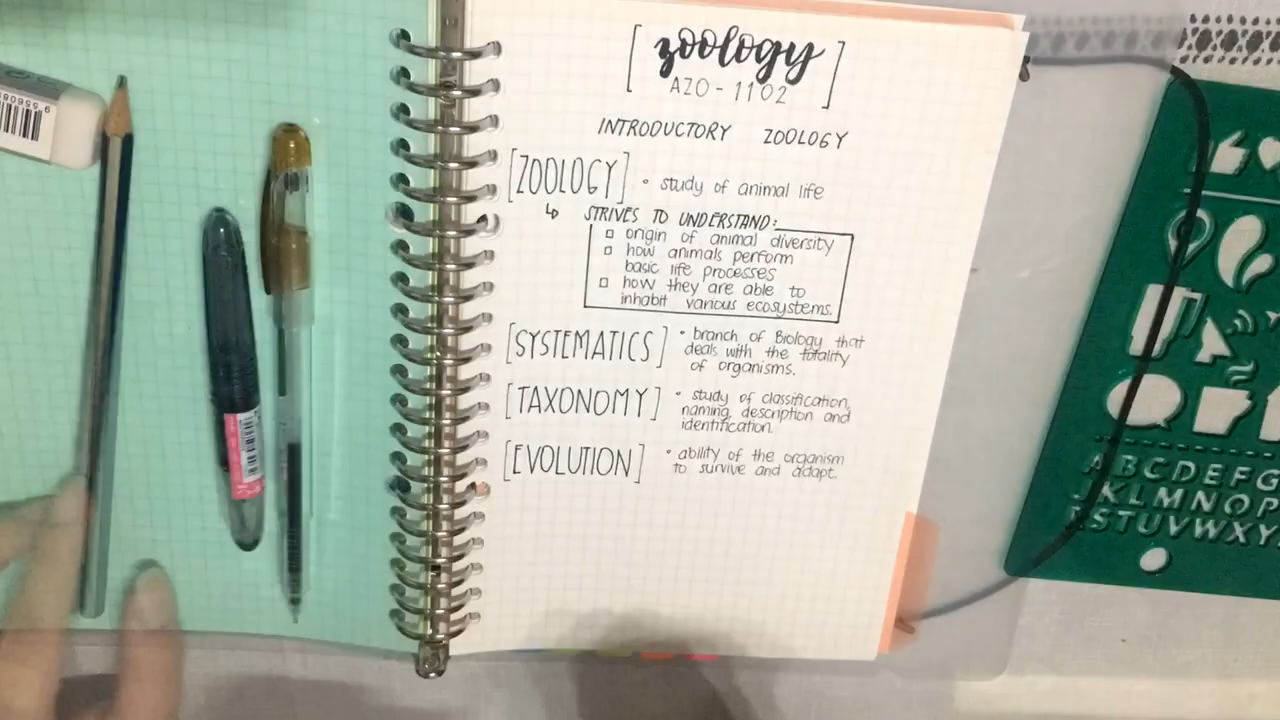 zoology
AZO - 1102
INTRODUCTORY ZOOLOGY
[ZOOLOGY] • study of animal life
↳ STRIVES TO UNDERSTAND:
□ origin of animal diversity
□ how animals perform
basic life processes
□ how they are able to
inhabit various ecosystems.
[SYSTEMATICS] • branch of Biology that
deals with the totality
of organisms.
[TAXONOMY] • study of classification,
naming, description and
identification.
[EVOLUTION] • ability of the organism
to survive and adapt.
ABCDEFG
JKLMNOP
RSTUVWXY